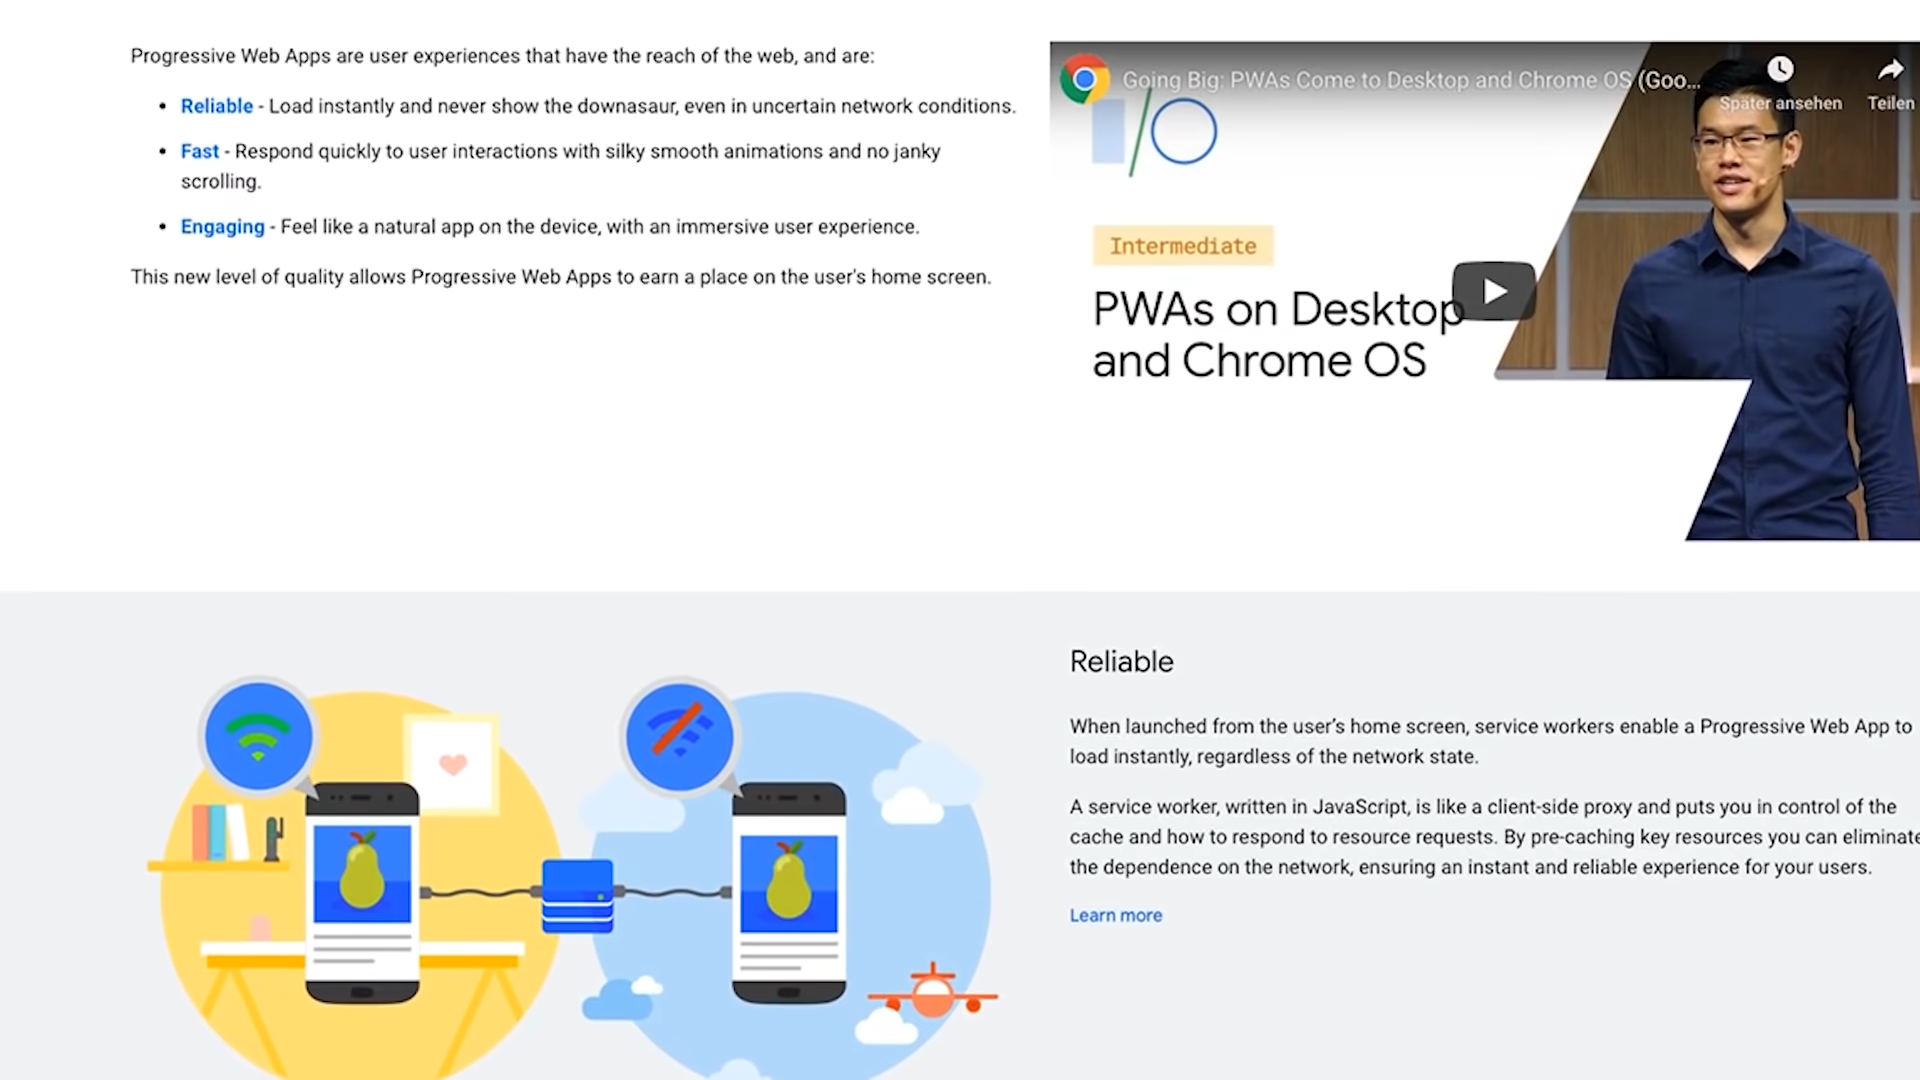 Progressive Web Apps are user experiences that have the reach of the web, and are:
• Reliable - Load instantly and never show the downasaur, even in uncertain network conditions.
• Fast - Respond quickly to user interactions with silky smooth animations and no janky
scrolling.
• Engaging - Feel like a natural app on the device, with an immersive user experience.
This new level of quality allows Progressive Web Apps to earn a place on the user's home screen.
Going Big: PWAs Come to Desktop and Chrome OS (Goo...
Später ansehen
Teilen
I/O
Intermediate
PWAs on Desktop
and Chrome OS
Reliable
When launched from the user’s home screen, service workers enable a Progressive Web App to
load instantly, regardless of the network state.
A service worker, written in JavaScript, is like a client-side proxy and puts you in control of the
cache and how to respond to resource requests. By pre-caching key resources you can eliminate
the dependence on the network, ensuring an instant and reliable experience for your users.
Learn more